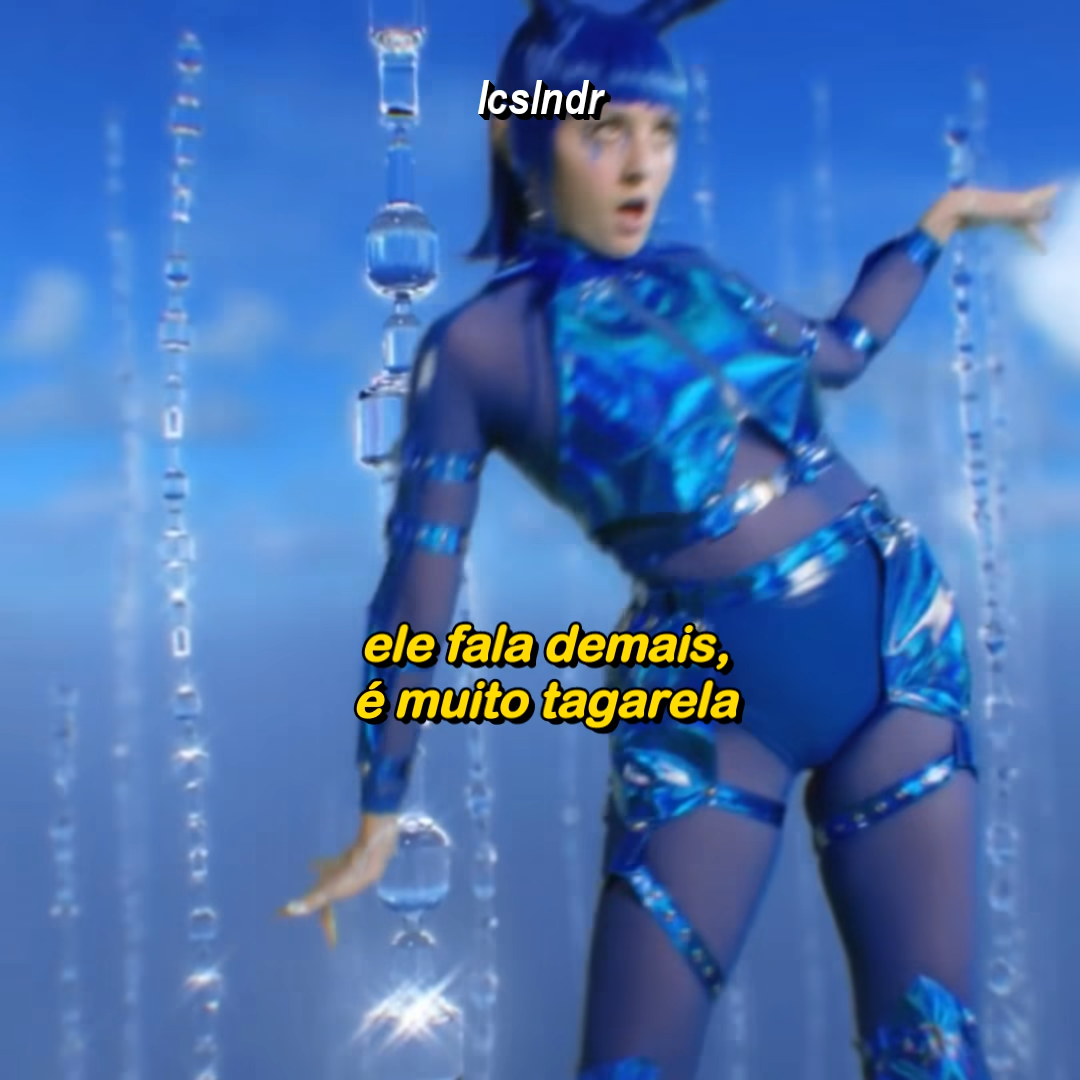 lcslndr
ele fala demais,
é muito tagarela